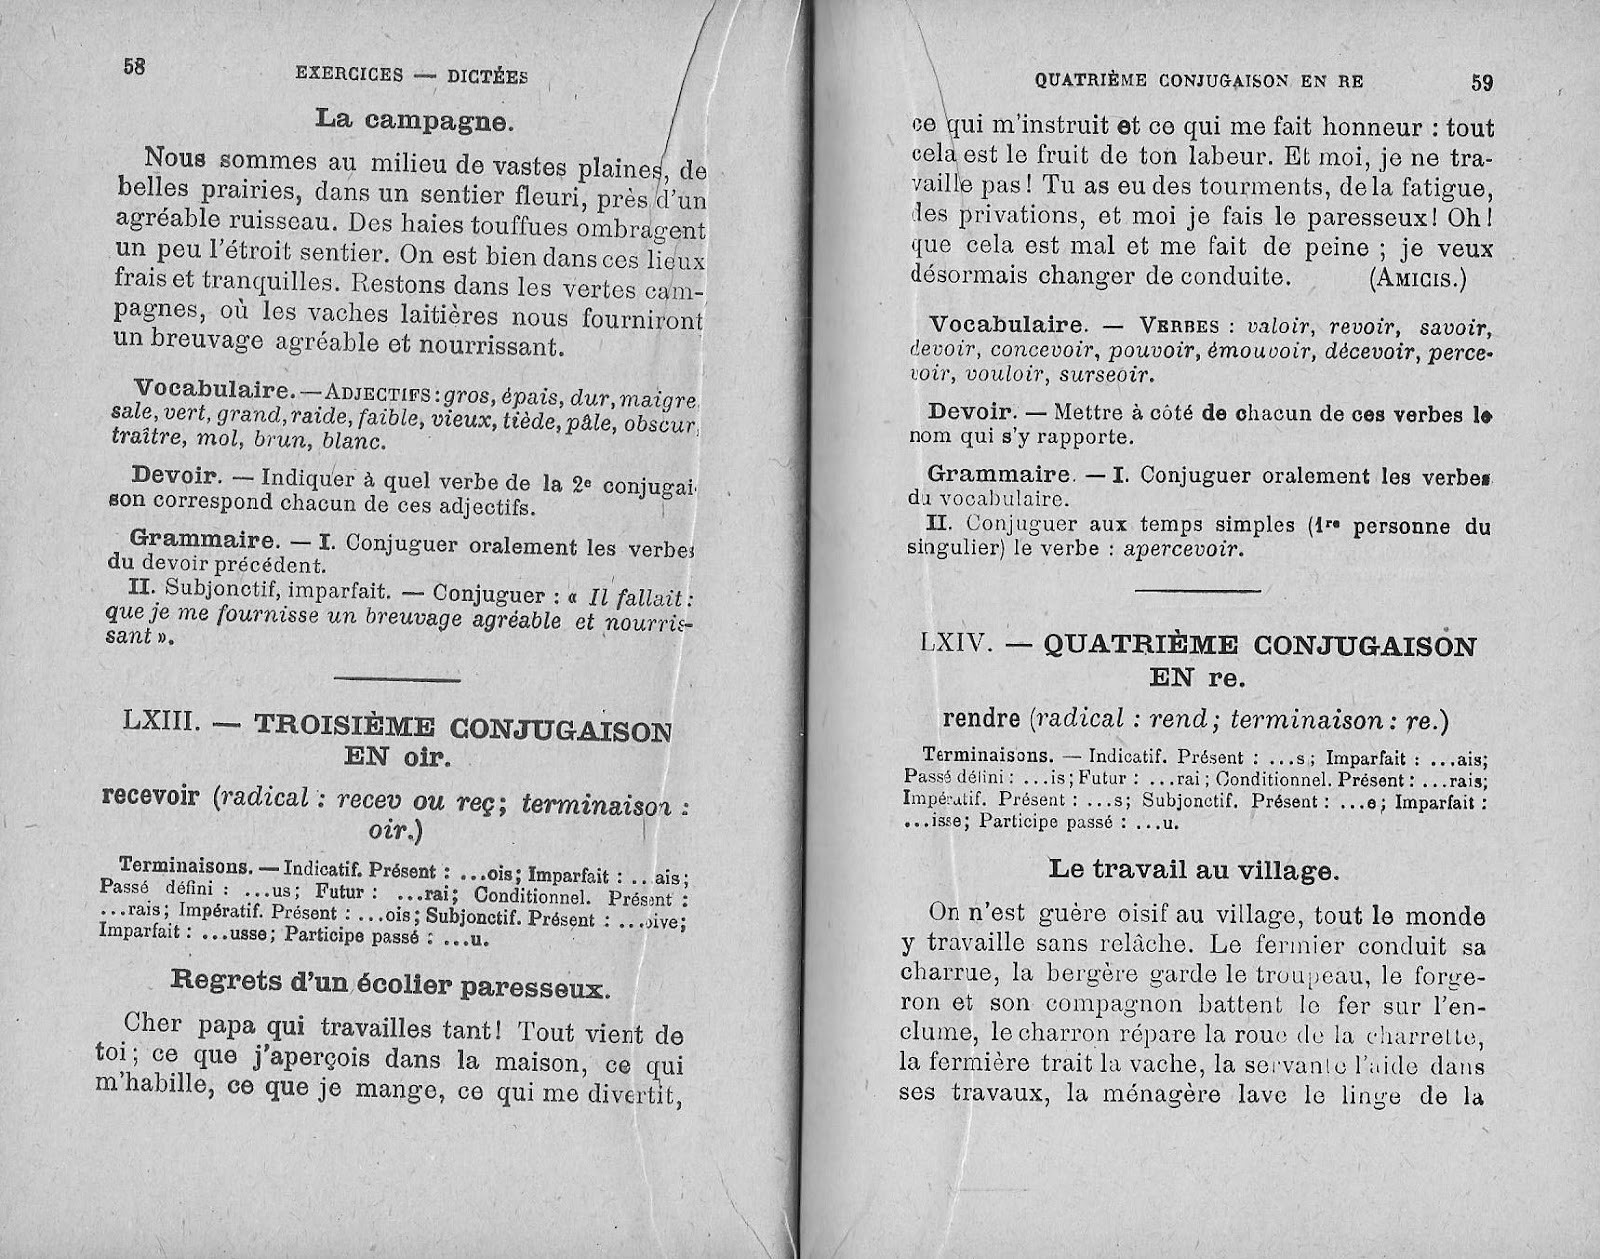 58
EXERCICES — DICTÉES
La campagne.
Nous sommes au milieu de vastes plaines, de
belles prairies, dans un sentier fleuri, près d'un
agréable ruisseau. Des haies touffues ombragent
un peu l'étroit sentier. On est bien dans ces lieux
frais et tranquilles. Restons dans les vertes cam-
pagnes, où les vaches laitières nous fourniront
un breuvage agréable et nourrissant.
Vocabulaire. — ADJECTIFS : gros, épais, dur, maigre,
sale, vert, grand, raide, faible, vieux, tiède, pâle, obscur,
traître, mol, brun, blanc.
Devoir. — Indiquer à quel verbe de la 2e conjugai-
son correspond chacun de ces adjectifs.
Grammaire. — I. Conjuguer oralement les verbes
du devoir précédent.
II. Subjonctif, imparfait. — Conjuguer : « Il fallait :
que je me fournisse un breuvage agréable et nourris-
sant ».
LXIII. — TROISIÈME CONJUGAISON
EN oir.
recevoir (radical : recev ou reç ; terminaison :
oir.)
Terminaisons. — Indicatif. Présent : ...ois ; Imparfait : ...ais ;
Passé défini : ...us ; Futur : ...rai ; Conditionnel. Présent :
...rais ; Impératif. Présent : ...ois ; Subjonctif. Présent : ...oive ;
Imparfait : ...usse ; Participe passé : ...u.
Regrets d'un écolier paresseux.
Cher papa qui travailles tant ! Tout vient de
toi ; ce que j'aperçois dans la maison, ce qui
m'habille, ce que je mange, ce qui me divertit,
QUATRIÈME CONJUGAISON EN RE
59
ce qui m'instruit et ce qui me fait honneur : tout
cela est le fruit de ton labeur. Et moi, je ne tra-
vaille pas ! Tu as eu des tourments, de la fatigue,
des privations, et moi je fais le paresseux ! Oh !
que cela est mal et me fait de peine ; je veux
désormais changer de conduite. (AMICIS.)
Vocabulaire. — VERBES : valoir, revoir, savoir,
devoir, concevoir, pouvoir, émouvoir, décevoir, perce-
voir, vouloir, surseoir.
Devoir. — Mettre à côté de chacun de ces verbes le
nom qui s'y rapporte.
Grammaire. — I. Conjuguer oralement les verbes
du vocabulaire.
II. Conjuguer aux temps simples (1re personne du
singulier) le verbe : apercevoir.
LXIV. — QUATRIÈME CONJUGAISON
EN re.
rendre (radical : rend ; terminaison : re.)
Terminaisons. — Indicatif. Présent : ...s ; Imparfait : ...ais ;
Passé défini : ...is ; Futur : ...rai ; Conditionnel. Présent : ...rais ;
Impératif. Présent : ...s ; Subjonctif. Présent : ...e ; Imparfait :
...isse ; Participe passé : ...u.
Le travail au village.
On n'est guère oisif au village, tout le monde
y travaille sans relâche. Le fermier conduit sa
charrue, la bergère garde le troupeau, le forge-
ron et son compagnon battent le fer sur l'en-
clume, le charron répare la roue de la charrette,
la fermière trait la vache, la servante l'aide dans
ses travaux, la ménagère lave le linge de la